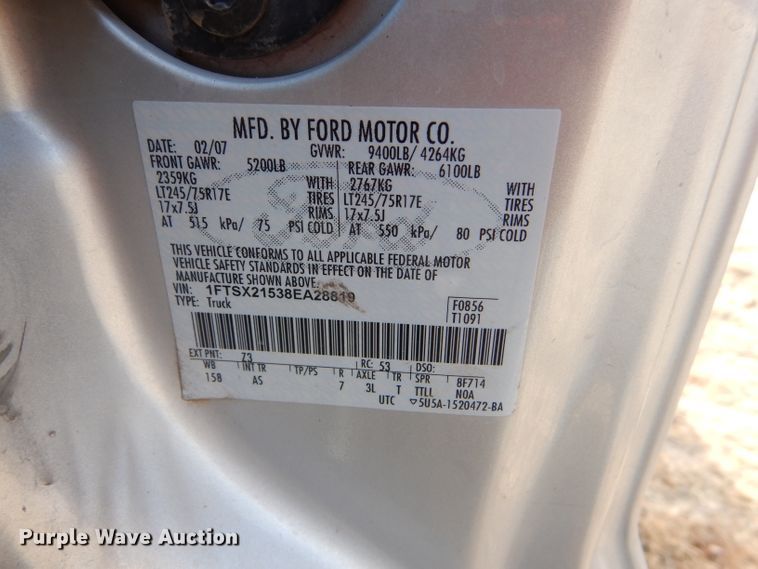 MFD. BY FORD MOTOR CO.
DATE: 02/07 GVWR: 9400LB/ 4264KG
FRONT GAWR: 5200LB REAR GAWR: 6100LB
2359KG WITH 2767KG WITH
LT245/75R17E TIRES LT245/75R17E TIRES
17x7.5J RIMS 17x7.5J RIMS
AT 515 kPa/ 75 PSI COLD AT 550 kPa/ 80 PSI COLD
THIS VEHICLE CONFORMS TO ALL APPLICABLE FEDERAL MOTOR
VEHICLE SAFETY STANDARDS IN EFFECT ON THE DATE OF
MANUFACTURE SHOWN ABOVE.
VIN: 1FTSX21538EA28819 F0856
TYPE: Truck T1091
EXT PNT: Z3 RC: 53 DSO:
WB INT TR TP/PS R AXLE TR SPR 8F714
158 AS 7 3L T TTLL NOA
UTC ▽5U5A-1520472-BA
Ford
Purple Wave Auction